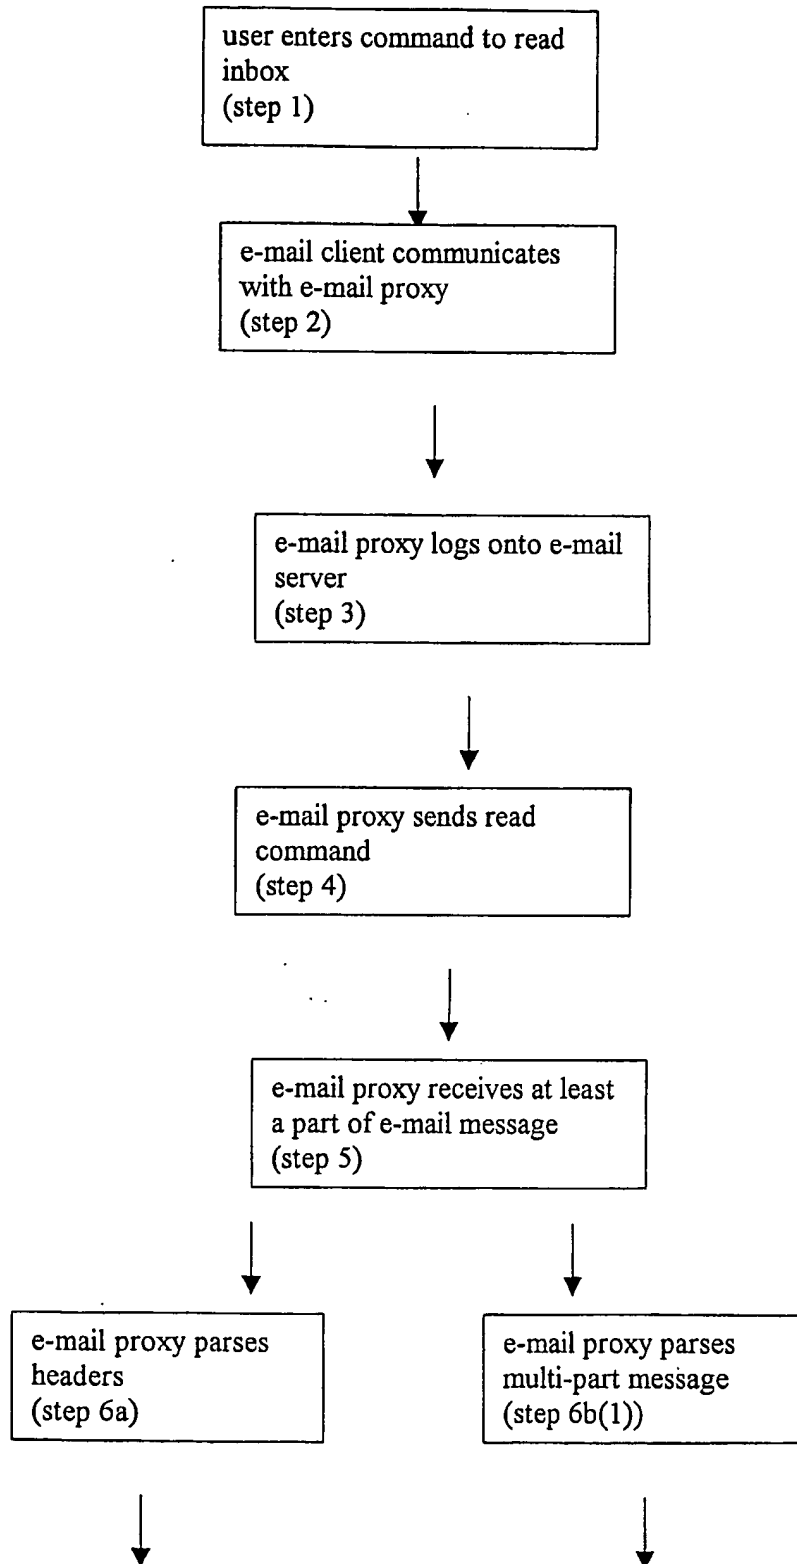 user enters command to read
inbox
(step 1)
e-mail client communicates
with e-mail proxy
(step 2)
e-mail proxy logs onto e-mail
server
(step 3)
e-mail proxy sends read
command
(step 4)
e-mail proxy receives at least
a part of e-mail message
(step 5)
e-mail proxy parses
headers
(step 6a)
e-mail proxy parses
multi-part message
(step 6b(1))